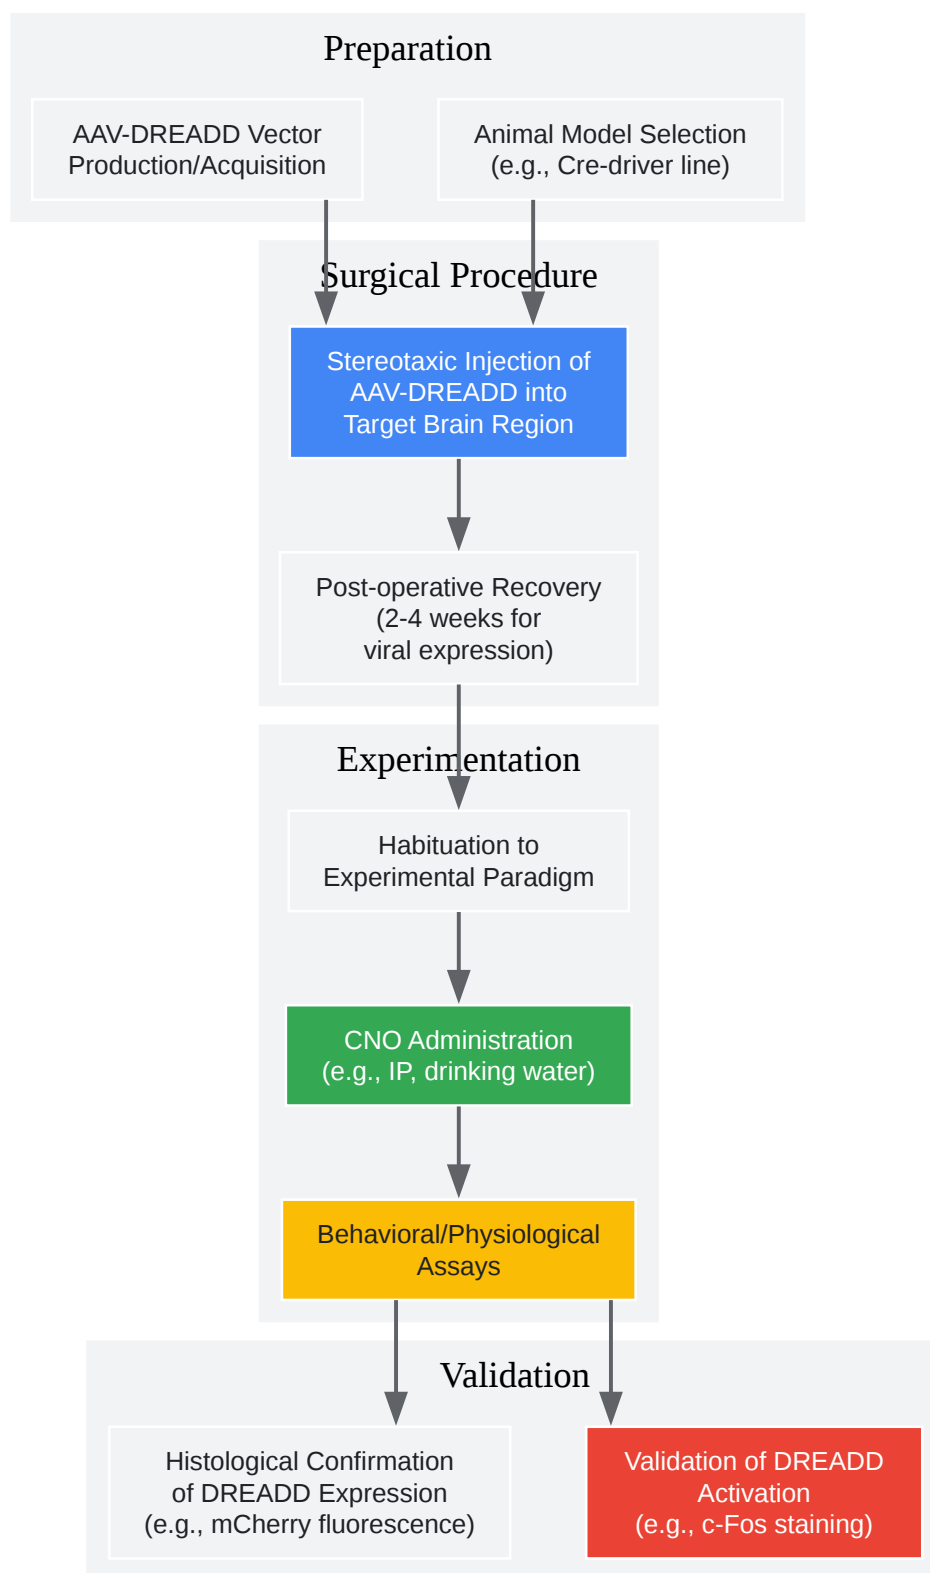 Preparation
AAV-DREADD Vector
Production/Acquisition
Animal Model Selection
(e.g., Cre-driver line)
Surgical Procedure
Stereotaxic Injection of
AAV-DREADD into
Target Brain Region
Post-operative Recovery
(2-4 weeks for
viral expression)
Experimentation
Habituation to
Experimental Paradigm
CNO Administration
(e.g., IP, drinking water)
Behavioral/Physiological
Assays
Validation
Histological Confirmation
of DREADD Expression
(e.g., mCherry fluorescence)
Validation of DREADD
Activation
(e.g., c-Fos staining)